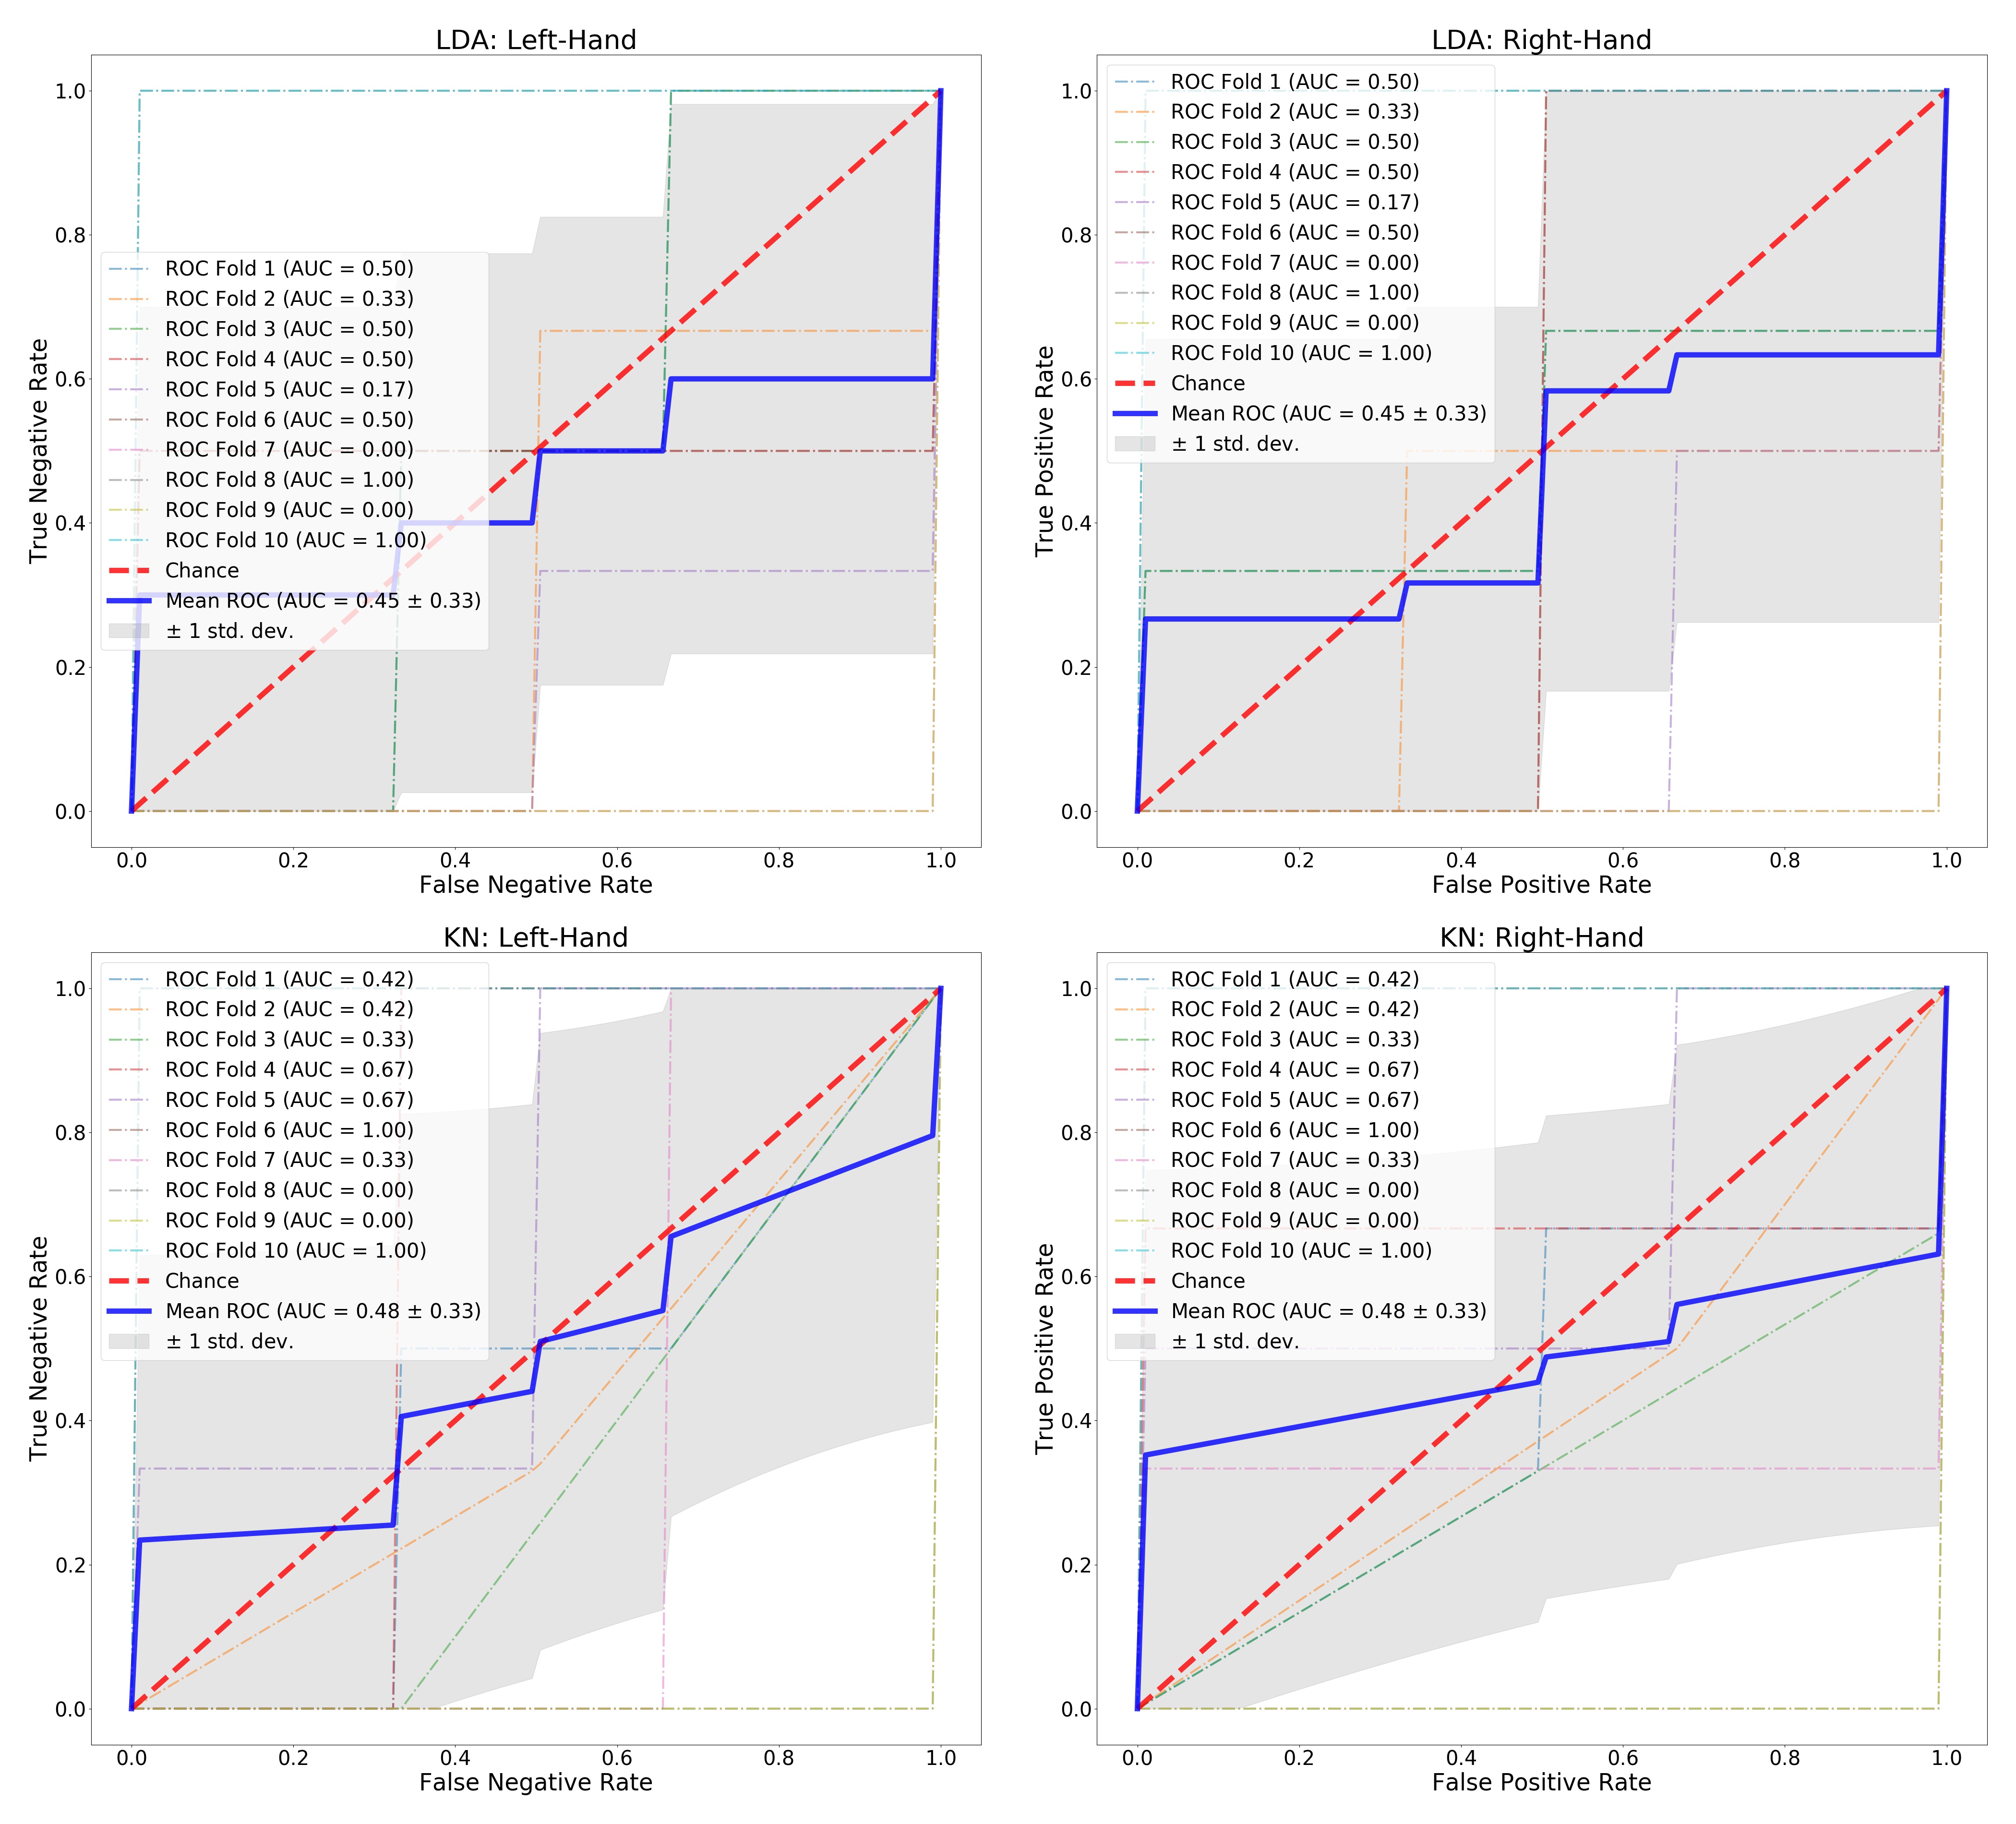 LDA: Left-Hand
True Negative Rate
1.0
0.8
0.6
0.4
0.2
0.0
ROC Fold 1 (AUC = 0.50)
ROC Fold 2 (AUC = 0.33)
ROC Fold 3 (AUC = 0.50)
ROC Fold 4 (AUC = 0.50)
ROC Fold 5 (AUC = 0.17)
ROC Fold 6 (AUC = 0.50)
ROC Fold 7 (AUC = 0.00)
ROC Fold 8 (AUC = 1.00)
ROC Fold 9 (AUC = 0.00)
ROC Fold 10 (AUC = 1.00)
Chance
Mean ROC (AUC = 0.45 ± 0.33)
± 1 std. dev.
0.0 0.2 0.4 0.6 0.8 1.0
False Negative Rate
LDA: Right-Hand
True Positive Rate
1.0
0.8
0.6
0.4
0.2
0.0
ROC Fold 1 (AUC = 0.50)
ROC Fold 2 (AUC = 0.33)
ROC Fold 3 (AUC = 0.50)
ROC Fold 4 (AUC = 0.50)
ROC Fold 5 (AUC = 0.17)
ROC Fold 6 (AUC = 0.50)
ROC Fold 7 (AUC = 0.00)
ROC Fold 8 (AUC = 1.00)
ROC Fold 9 (AUC = 0.00)
ROC Fold 10 (AUC = 1.00)
Chance
Mean ROC (AUC = 0.45 ± 0.33)
± 1 std. dev.
0.0 0.2 0.4 0.6 0.8 1.0
False Positive Rate
KN: Left-Hand
True Negative Rate
1.0
0.8
0.6
0.4
0.2
0.0
ROC Fold 1 (AUC = 0.42)
ROC Fold 2 (AUC = 0.42)
ROC Fold 3 (AUC = 0.33)
ROC Fold 4 (AUC = 0.67)
ROC Fold 5 (AUC = 0.67)
ROC Fold 6 (AUC = 1.00)
ROC Fold 7 (AUC = 0.33)
ROC Fold 8 (AUC = 0.00)
ROC Fold 9 (AUC = 0.00)
ROC Fold 10 (AUC = 1.00)
Chance
Mean ROC (AUC = 0.48 ± 0.33)
± 1 std. dev.
0.0 0.2 0.4 0.6 0.8 1.0
False Negative Rate
KN: Right-Hand
True Positive Rate
1.0
0.8
0.6
0.4
0.2
0.0
ROC Fold 1 (AUC = 0.42)
ROC Fold 2 (AUC = 0.42)
ROC Fold 3 (AUC = 0.33)
ROC Fold 4 (AUC = 0.67)
ROC Fold 5 (AUC = 0.67)
ROC Fold 6 (AUC = 1.00)
ROC Fold 7 (AUC = 0.33)
ROC Fold 8 (AUC = 0.00)
ROC Fold 9 (AUC = 0.00)
ROC Fold 10 (AUC = 1.00)
Chance
Mean ROC (AUC = 0.48 ± 0.33)
± 1 std. dev.
0.0 0.2 0.4 0.6 0.8 1.0
False Positive Rate